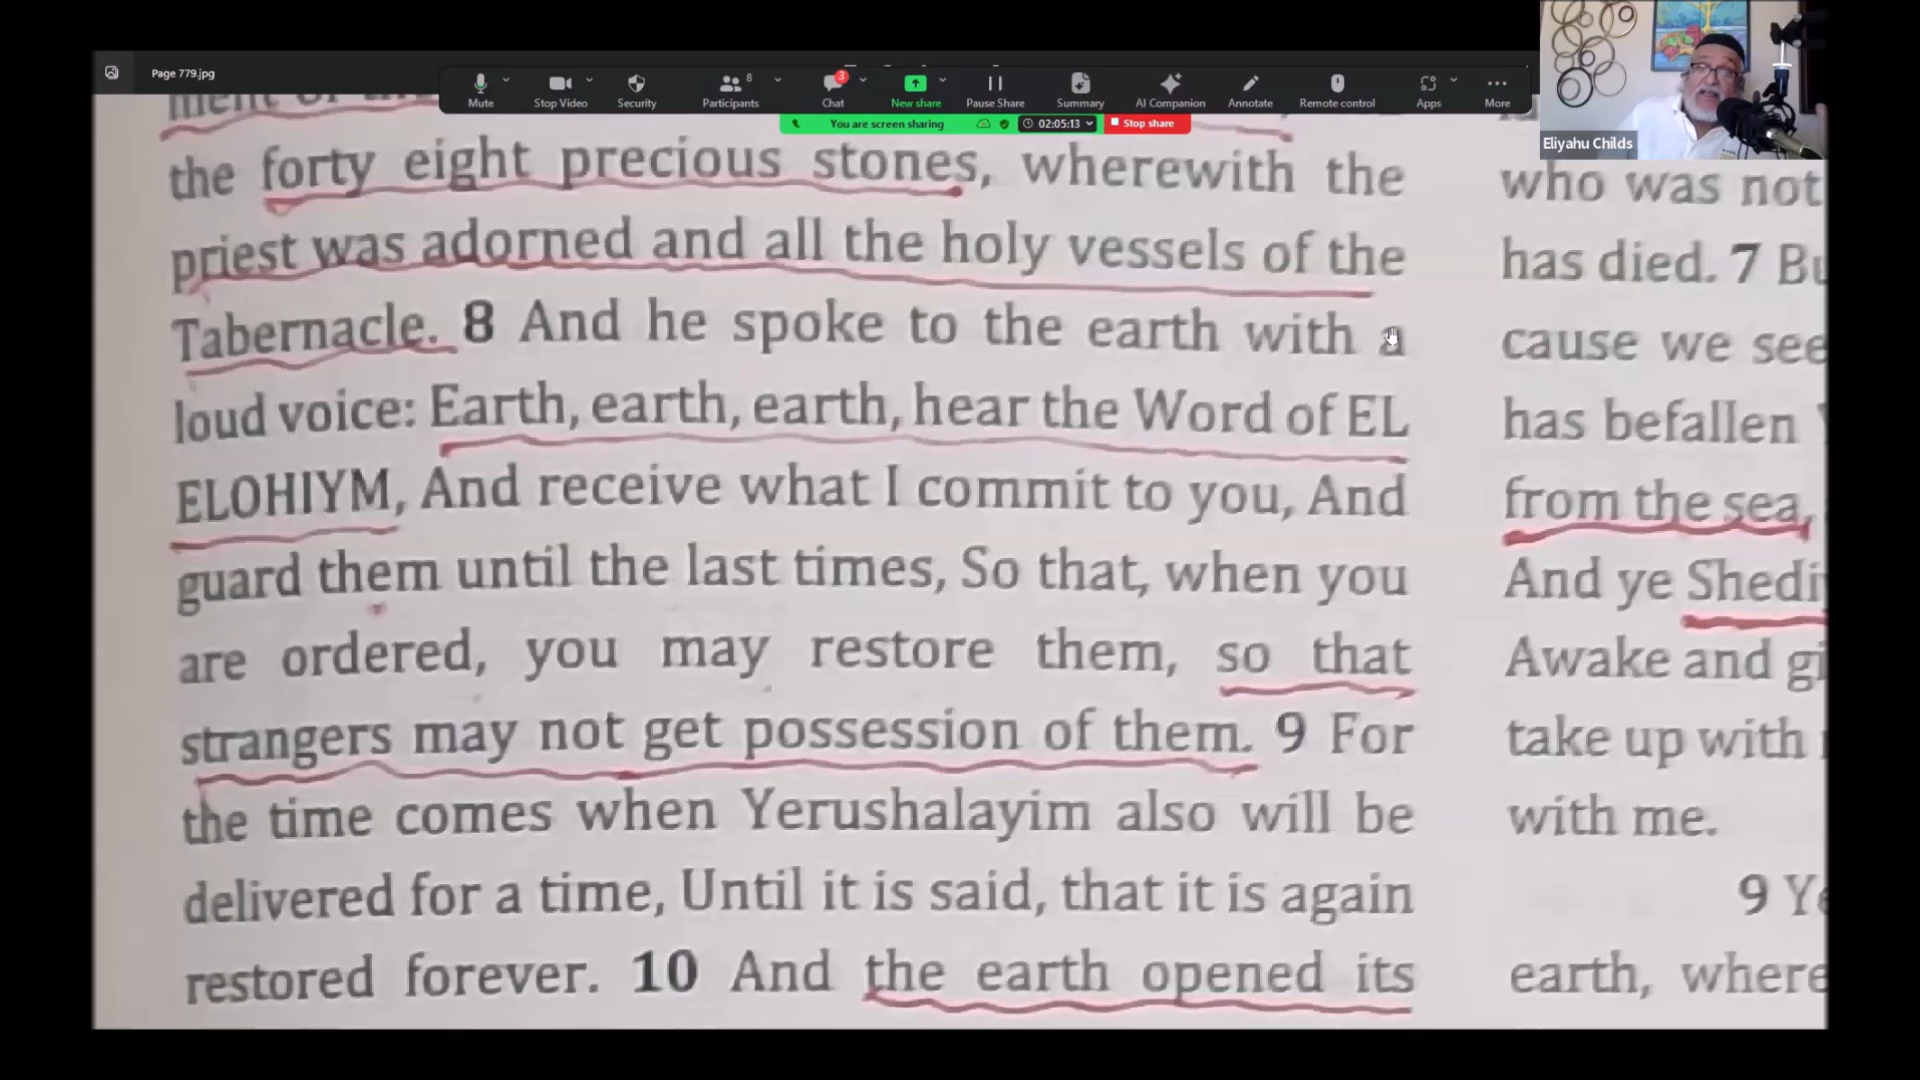 Page 779.jpg
Mute
Stop Video
Security
8
Participants
3
Chat
New share
Pause Share
Summary
AI Companion
Annotate
Remote control
Apps
More
You are screen sharing
02:05:13
Stop share
Eliyahu Childs
the forty eight precious stones, wherewith the
priest was adorned and all the holy vessels of the
Tabernacle. 8 And he spoke to the earth with a
loud voice: Earth, earth, earth, hear the Word of EL
ELOHIYM, And receive what I commit to you, And
guard them until the last times, So that, when you
are ordered, you may restore them, so that
strangers may not get possession of them. 9 For
the time comes when Yerushalayim also will be
delivered for a time, Until it is said, that it is again
restored forever. 10 And the earth opened its
who was not
has died. 7
cause we see
has befallen
from the sea,
And ye
Awake and
take up with
with me.
9
earth, where